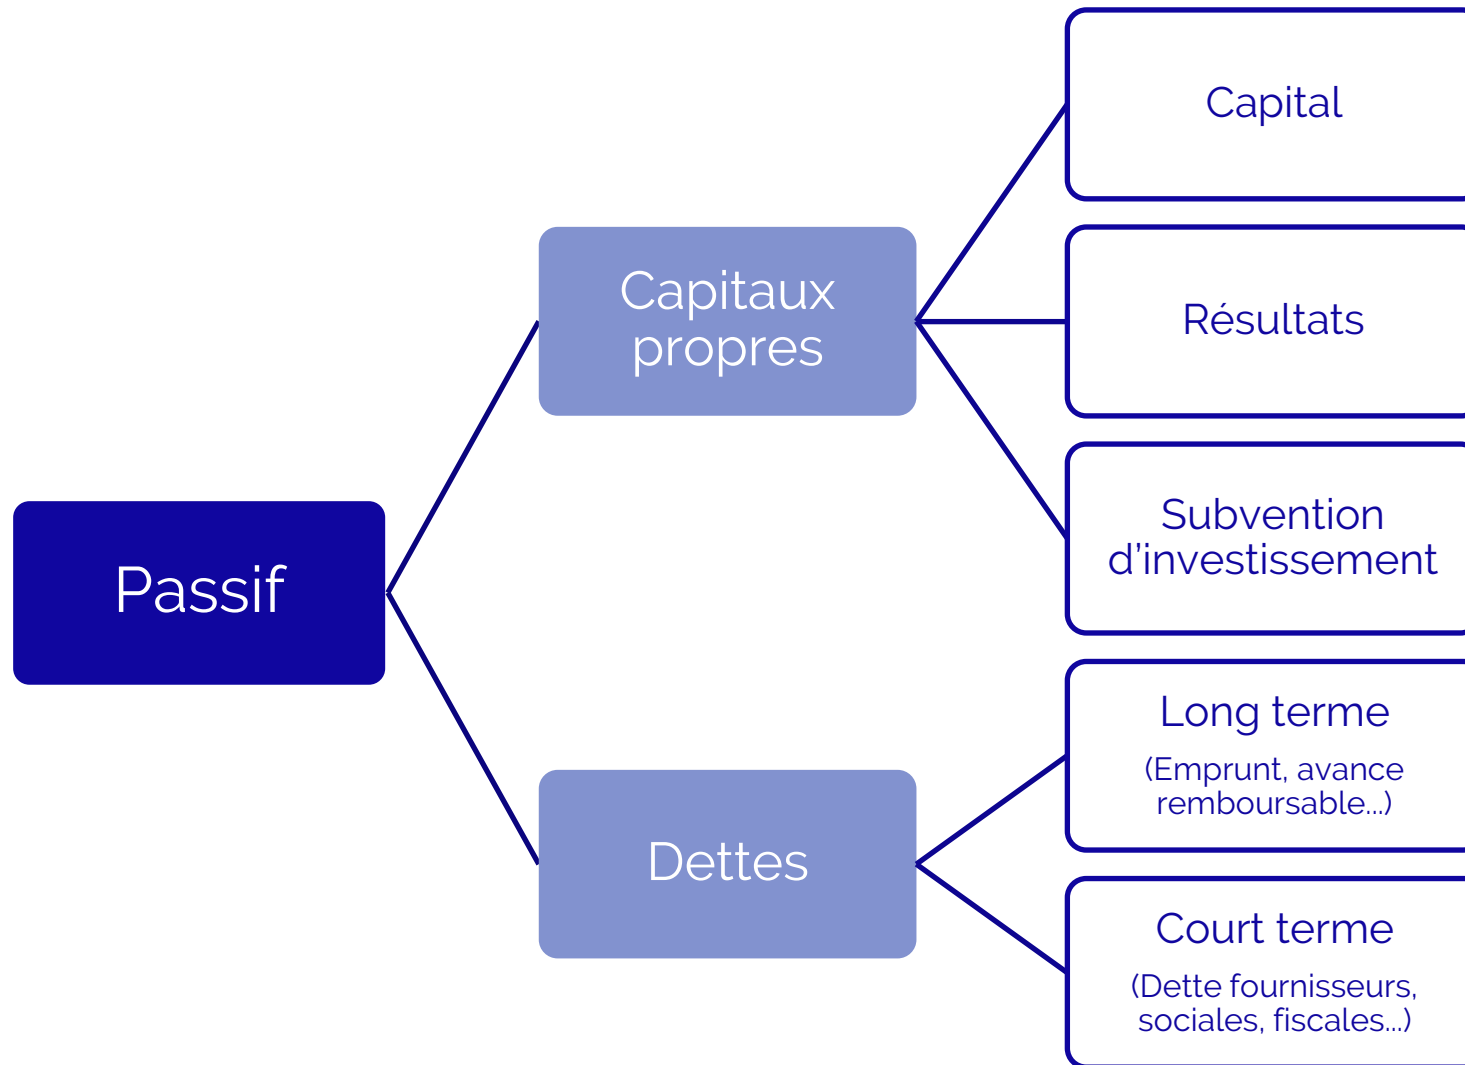 Passif
Capitaux
propres
Dettes
Capital
Résultats
Subvention
d'investissement
Long terme
(Emprunt, avance
remboursable...)
Court terme
(Dette fournisseurs,
sociales, fiscales...)